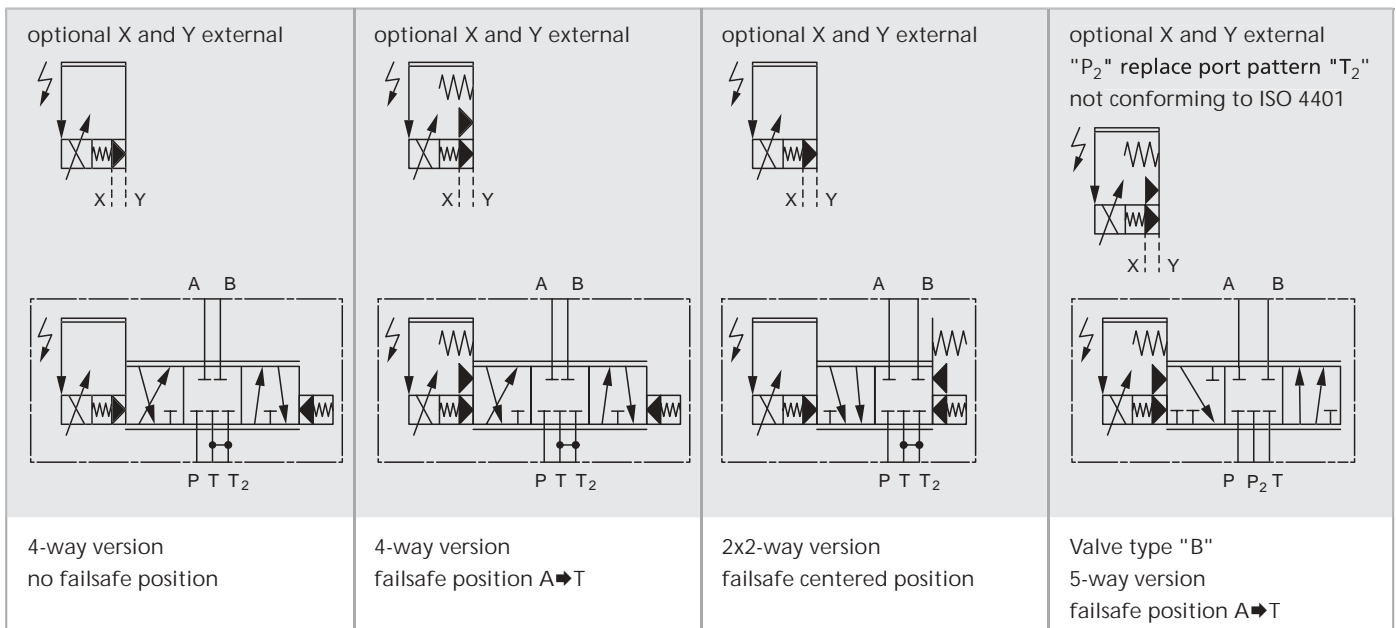 optional X and Y external
X Y
A B
P T T2
4-way version
no failsafe position
optional X and Y external
X Y
A B
P T T2
4-way version
failsafe position A➡T
optional X and Y external
X Y
A B
P T T2
2x2-way version
failsafe centered position
optional X and Y external
"P2" replace port pattern "T2"
not conforming to ISO 4401
X Y
A B
P P2 T
Valve type "B"
5-way version
failsafe position A➡T